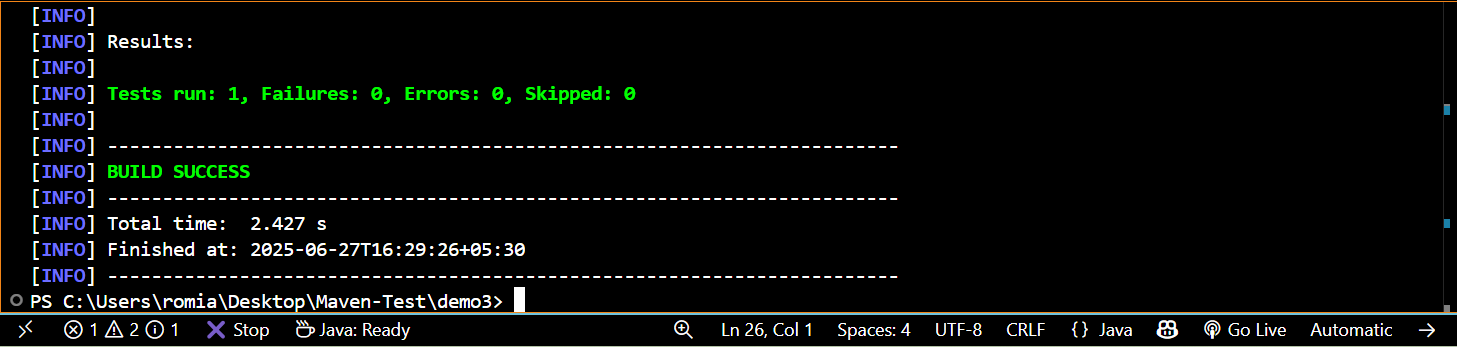 [INFO]
[INFO] Results:
[INFO]
[INFO] Tests run: 1, Failures: 0, Errors: 0, Skipped: 0
[INFO]
[INFO] ------------------------------------------------------------------------
[INFO] BUILD SUCCESS
[INFO] ------------------------------------------------------------------------
[INFO] Total time:  2.427 s
[INFO] Finished at: 2025-06-27T16:29:26+05:30
[INFO] ------------------------------------------------------------------------
PS C:\Users\romia\Desktop\Maven-Test\demo3>
1 2 1 Stop Java: Ready Ln 26, Col 1 Spaces: 4 UTF-8 CRLF {} Java Go Live Automatic